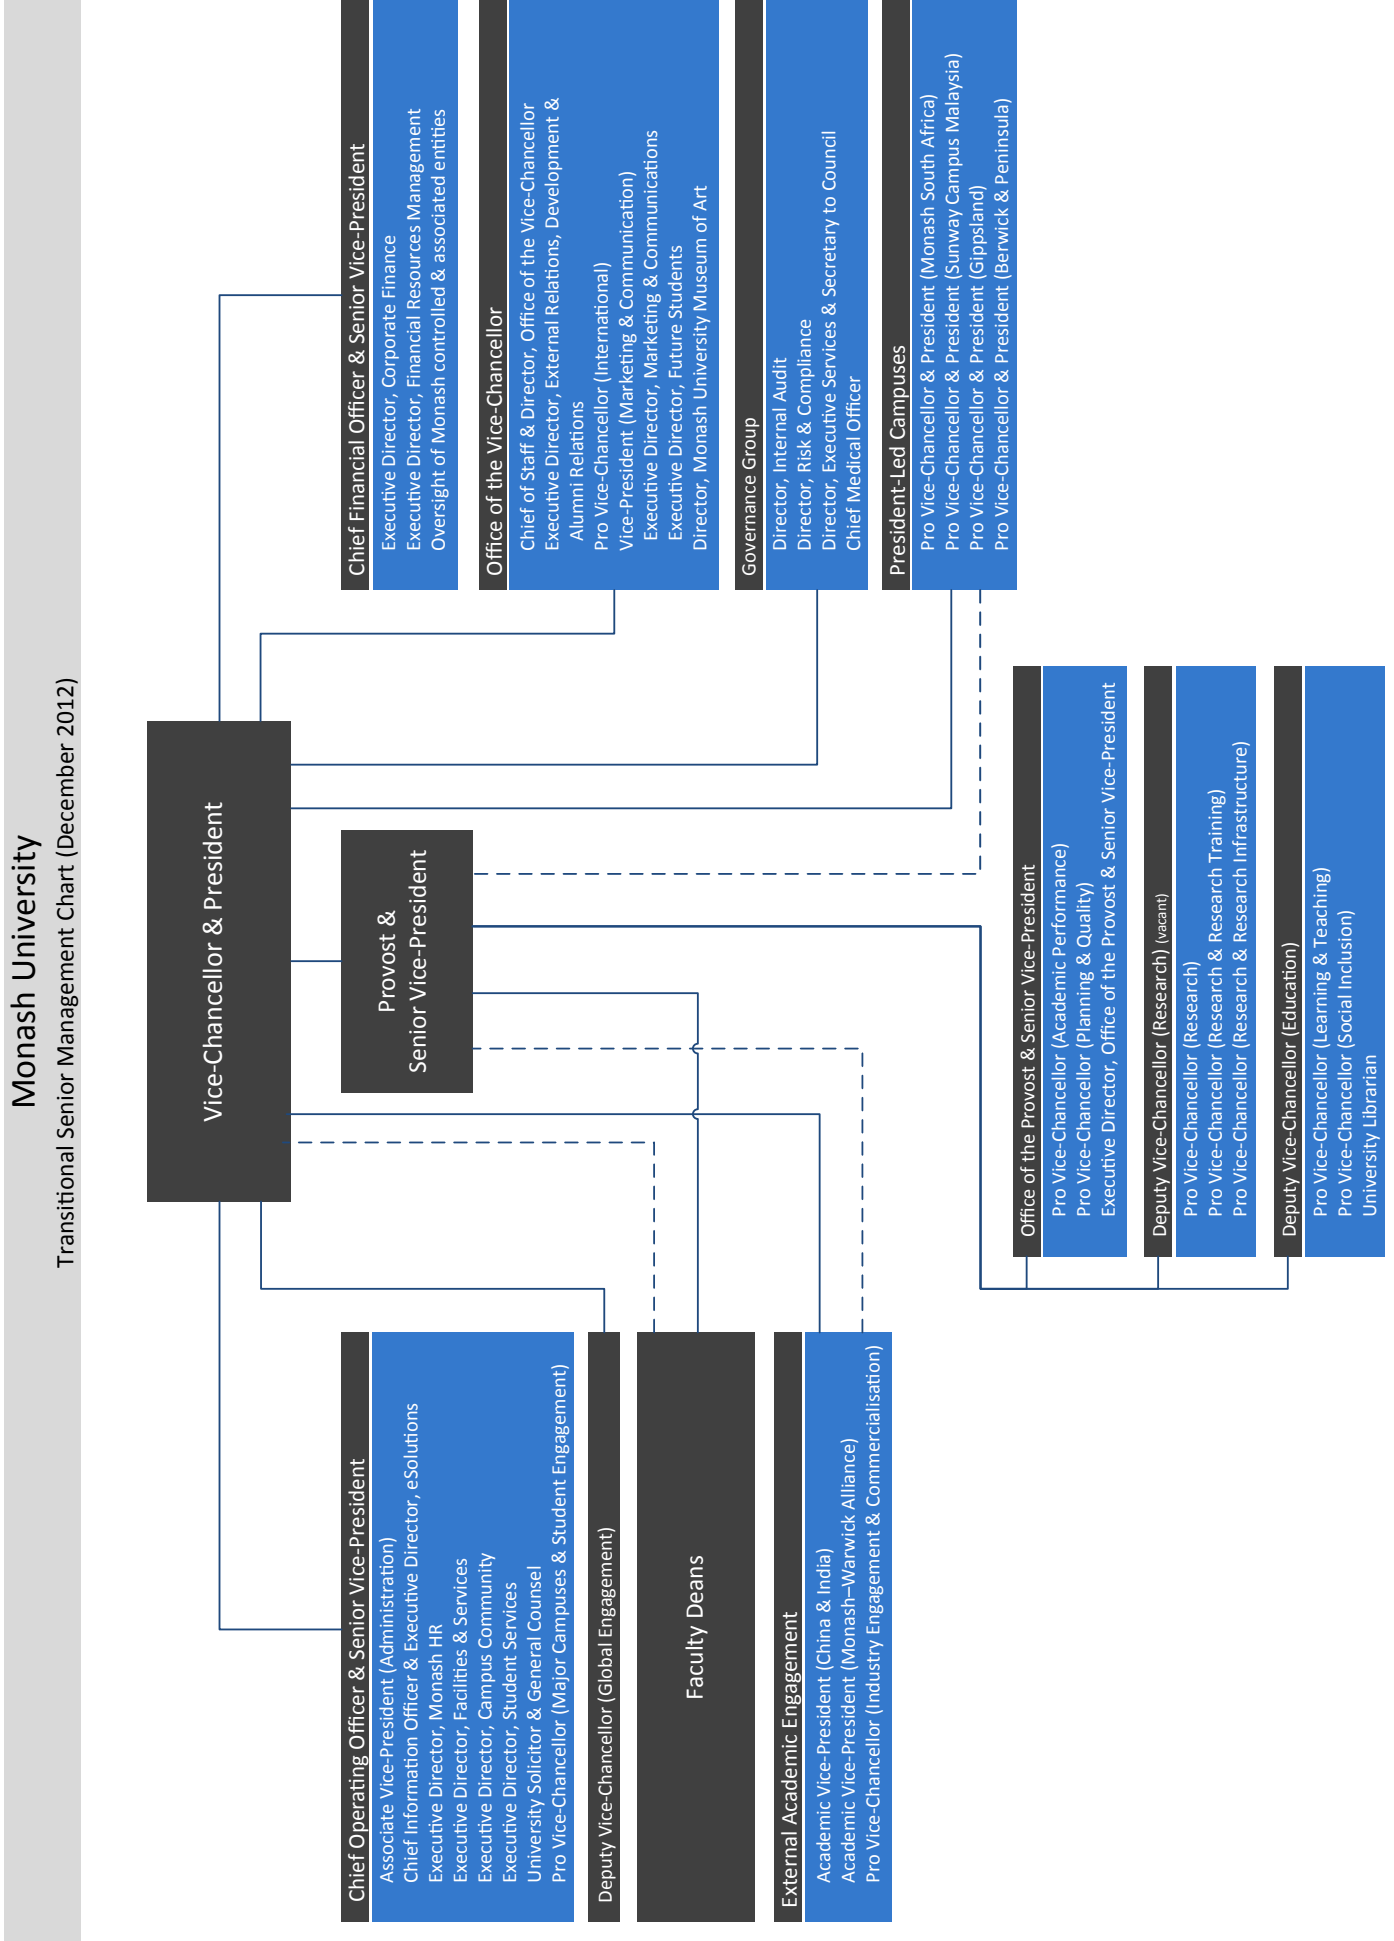 Monash University
Transitional Senior Management Chart (December 2012)
Vice-Chancellor & President
Provost &
Senior Vice-President
Chief Operating Officer & Senior Vice-President
Associate Vice-President (Administration)
Chief Information Officer & Executive Director, eSolutions
Executive Director, Monash HR
Executive Director, Facilities & Services
Executive Director, Campus Community
Executive Director, Student Services
University Solicitor & General Counsel
Pro Vice-Chancellor (Major Campuses & Student Engagement)
Deputy Vice-Chancellor (Global Engagement)
Faculty Deans
External Academic Engagement
Academic Vice-President (China & India)
Academic Vice-President (Monash–Warwick Alliance)
Pro Vice-Chancellor (Industry Engagement & Commercialisation)
Office of the Provost & Senior Vice-President
Pro Vice-Chancellor (Academic Performance)
Pro Vice-Chancellor (Planning & Quality)
Executive Director, Office of the Provost & Senior Vice-President
Deputy Vice-Chancellor (Research) (vacant)
Pro Vice-Chancellor (Research)
Pro Vice-Chancellor (Research & Research Training)
Pro Vice-Chancellor (Research & Research Infrastructure)
Deputy Vice-Chancellor (Education)
Pro Vice-Chancellor (Learning & Teaching)
Pro Vice-Chancellor (Social Inclusion)
University Librarian
Chief Financial Officer & Senior Vice-President
Executive Director, Corporate Finance
Executive Director, Financial Resources Management
Oversight of Monash controlled & associated entities
Office of the Vice-Chancellor
Chief of Staff & Director, Office of the Vice-Chancellor
Executive Director, External Relations, Development &
Alumni Relations
Pro Vice-Chancellor (International)
Vice-President (Marketing & Communication)
Executive Director, Marketing & Communications
Executive Director, Future Students
Director, Monash University Museum of Art
Governance Group
Director, Internal Audit
Director, Risk & Compliance
Director, Executive Services & Secretary to Council
Chief Medical Officer
President-Led Campuses
Pro Vice-Chancellor & President (Monash South Africa)
Pro Vice-Chancellor & President (Sunway Campus Malaysia)
Pro Vice-Chancellor & President (Gippsland)
Pro Vice-Chancellor & President (Berwick & Peninsula)